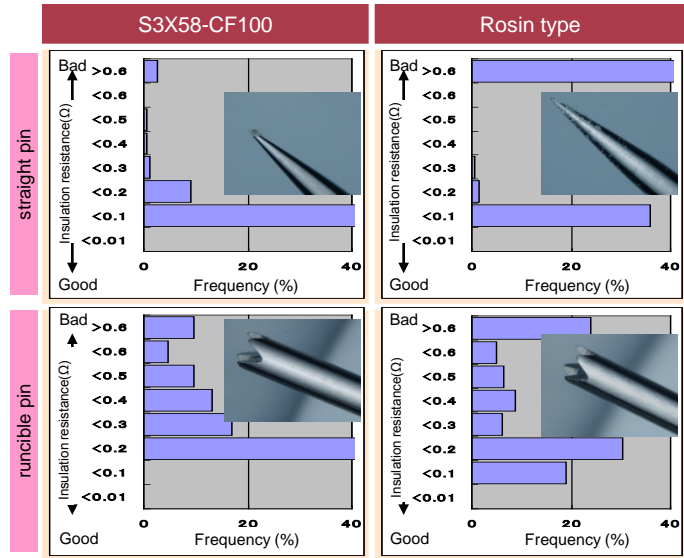 S3X58-CF100
Rosin type
straight pin
Bad
Insulation resistance(Ω)
Good
>0.6
<0.6
<0.5
<0.4
<0.3
<0.2
<0.1
<0.01
0
20
40
Frequency (%)
Bad
Insulation resistance(Ω)
Good
>0.6
<0.6
<0.5
<0.4
<0.3
<0.2
<0.1
<0.01
0
20
40
Frequency (%)
runcible pin
Bad
Insulation resistance(Ω)
Good
>0.6
<0.6
<0.5
<0.4
<0.3
<0.2
<0.1
<0.01
0
20
40
Frequency (%)
Bad
Insulation resistance(Ω)
Good
>0.6
<0.6
<0.5
<0.4
<0.3
<0.2
<0.1
<0.01
0
20
40
Frequency (%)